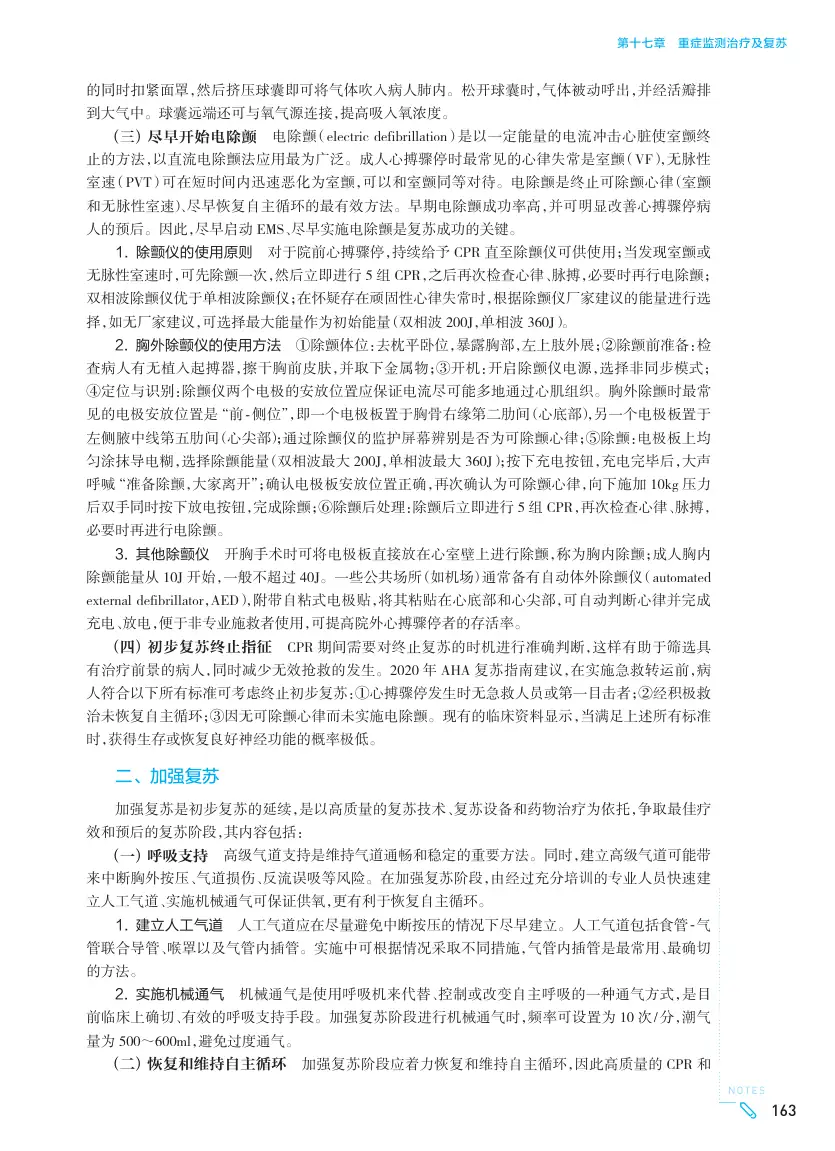 第十七章 重症监测治疗及复苏
的同时扣紧面罩,然后挤压球囊即可将气体吹入病人肺内。松开球囊时,气体被动呼出,并经活瓣排
到大气中。球囊远端还可与氧气源连接,提高吸入氧浓度。
(三)尽早开始电除颤 电除颤(electric defibrillation)是以一定能量的电流冲击心脏使室颤终
止的方法,以直流电除颤法应用最为广泛。成人心搏骤停时最常见的心律失常是室颤(VF),无脉性
室速(PVT)可在短时间内迅速恶化为室颤,可以和室颤同等对待。电除颤是终止可除颤心律(室颤
和无脉性室速)、尽早恢复自主循环的最有效方法。早期电除颤成功率高,并可明显改善心搏骤停病
人的预后。因此,尽早启动 EMS、尽早实施电除颤是复苏成功的关键。
1. 除颤仪的使用原则 对于院前心搏骤停,持续给予 CPR 直至除颤仪可供使用;当发现室颤或
无脉性室速时,可先除颤一次,然后立即进行 5 组 CPR,之后再次检查心律、脉搏,必要时再行电除颤;
双相波除颤仪优于单相波除颤仪;在怀疑存在顽固性心律失常时,根据除颤仪厂家建议的能量进行选
择,如无厂家建议,可选择最大能量作为初始能量(双相波 200J,单相波 360J)。
2. 胸外除颤仪的使用方法 ①除颤体位:去枕平卧位,暴露胸部,左上肢外展;②除颤前准备:检
查病人有无植入起搏器,擦干胸前皮肤,并取下金属物;③开机:开启除颤仪电源,选择非同步模式;
④定位与识别:除颤仪两个电极的安放位置应保证电流尽可能多地通过心肌组织。胸外除颤时最常
见的电极安放位置是“前-侧位”,即一个电极板置于胸骨右缘第二肋间(心底部),另一个电极板置于
左侧腋中线第五肋间(心尖部);通过除颤仪的监护屏幕辨别是否为可除颤心律;⑤除颤:电极板上均
匀涂抹导电糊,选择除颤能量(双相波最大 200J,单相波最大 360J);按下充电按钮,充电完毕后,大声
呼喊“准备除颤,大家离开”;确认电极板安放位置正确,再次确认为可除颤心律,向下施加 10kg 压力
后双手同时按下放电按钮,完成除颤;⑥除颤后处理:除颤后立即进行 5 组 CPR,再次检查心律、脉搏,
必要时再进行电除颤。
3. 其他除颤仪 开胸手术时可将电极板直接放在心室壁上进行除颤,称为胸内除颤;成人胸内
除颤能量从 10J 开始,一般不超过 40J。一些公共场所(如机场)通常备有自动体外除颤仪(automated
external defibrillator,AED),附带自粘式电极贴,将其粘贴在心底部和心尖部,可自动判断心律并完成
充电、放电,便于非专业施救者使用,可提高院外心搏骤停者的存活率。
(四)初步复苏终止指征 CPR 期间需要对终止复苏的时机进行准确判断,这样有助于筛选具
有治疗前景的病人,同时减少无效抢救的发生。2020 年 AHA 复苏指南建议,在实施急救转运前,病
人符合以下所有标准可考虑终止初步复苏:①心搏骤停发生时无急救人员或第一目击者;②经积极救
治未恢复自主循环;③因无可除颤心律而未实施电除颤。现有的临床资料显示,当满足上述所有标准
时,获得生存或恢复良好神经功能的概率极低。
二、加强复苏
加强复苏是初步复苏的延续,是以高质量的复苏技术、复苏设备和药物治疗为依托,争取最佳疗
效和预后的复苏阶段,其内容包括:
(一)呼吸支持 高级气道支持是维持气道通畅和稳定的重要方法。同时,建立高级气道可能带
来中断胸外按压、气道损伤、反流误吸等风险。在加强复苏阶段,由经过充分培训的专业人员快速建
立人工气道、实施机械通气可保证供氧,更有利于恢复自主循环。
1. 建立人工气道 人工气道应在尽量避免中断按压的情况下尽早建立。人工气道包括食管-气
管联合导管、喉罩以及气管内插管。实施中可根据情况采取不同措施,气管内插管是最常用、最确切
的方法。
2. 实施机械通气 机械通气是使用呼吸机来代替、控制或改变自主呼吸的一种通气方式,是目
前临床上确切、有效的呼吸支持手段。加强复苏阶段进行机械通气时,频率可设置为 10 次/分,潮气
量为 500～600ml,避免过度通气。
(二)恢复和维持自主循环 加强复苏阶段应着力恢复和维持自主循环,因此高质量的 CPR 和
NOTES
163